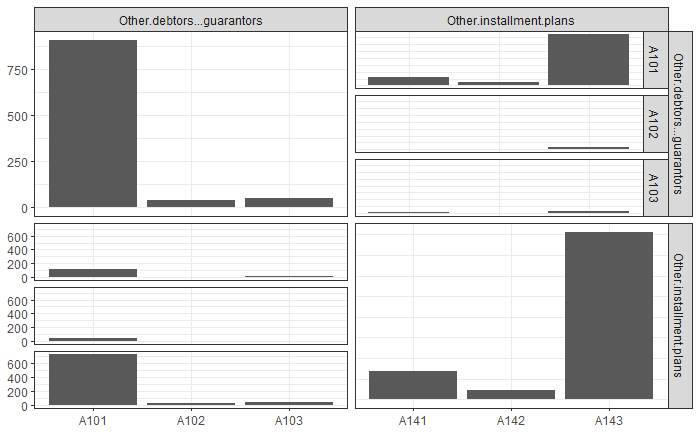 Other.debtors...guarantors
Other.installment.plans
750
500
250
0
A101
A102
A103
Other.debtors...guarantors
600
400
200
0
600
400
200
0
600
400
200
0
Other.installment.plans
A101
A102
A103
A141
A142
A143